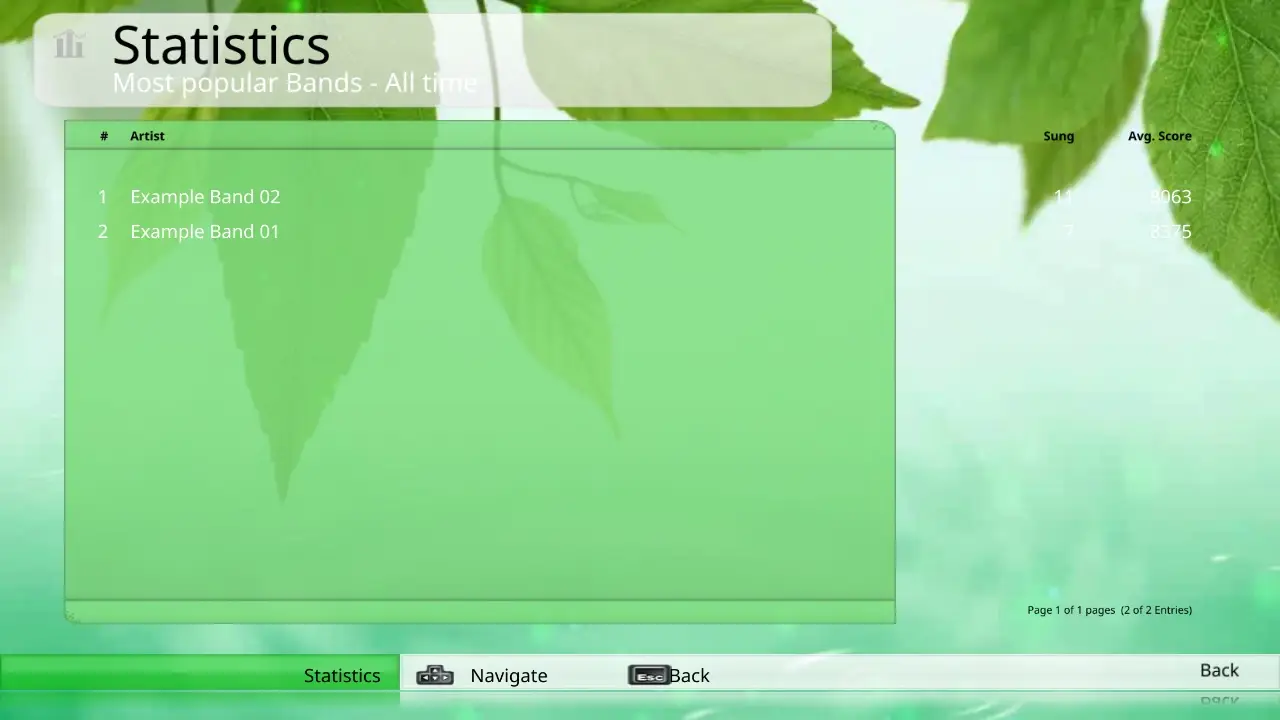 Statistics
Most popular Bands - All time
# Artist Sung Avg. Score
1 Example Band 02 11 8063
2 Example Band 01 7 8375
Page 1 of 1 pages (2 of 2 Entries)
Statistics Navigate Esc Back Back